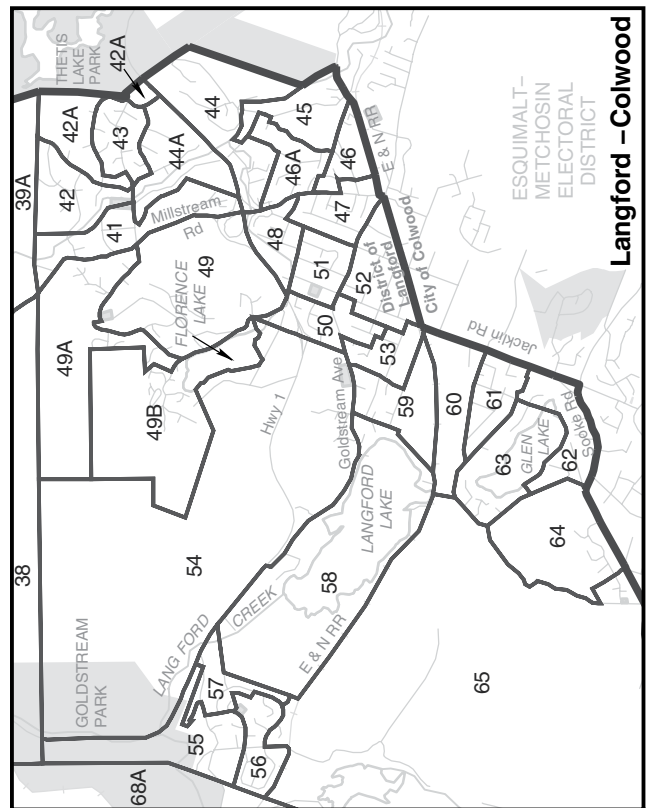 THETIS
LAKE
PARK
42A
39A
42A
43
42
44A
44
45
46A
46
E & N RR
41
Millstream
Rd
49
48
47
51
52
District of
Langford
City of Colwood
ESQUIMALT–
METCHOSIN
ELECTORAL
DISTRICT
Langford –Colwood
FLORENCE
LAKE
49A
49B
50
53
Hwy 1
Goldstream Ave
59
60
61
Jackin Rd
63
GLEN
LAKE
62
Sooke Rd
64
LANGFORD
LAKE
38
54
58
GOLDSTREAM
PARK
LANG FORD
CREEK
E & N RR
57
55
56
65
68A